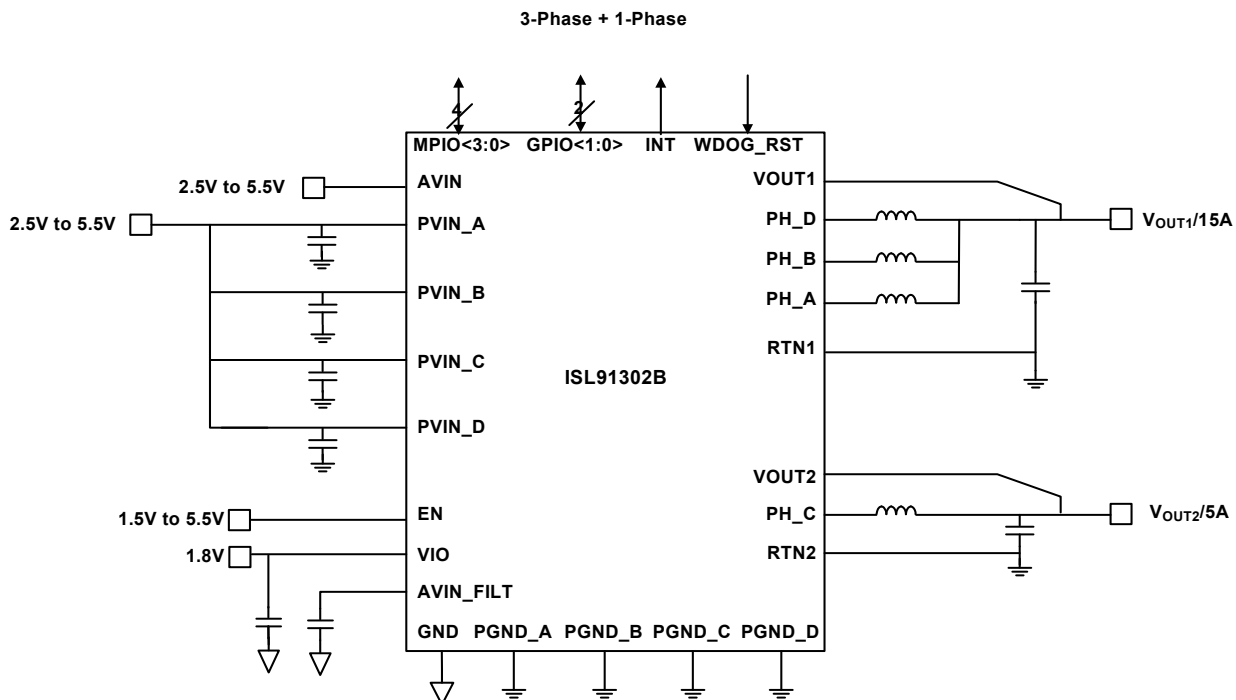 3-Phase + 1-Phase
4
2
MPIO<3:0> GPIO<1:0> INT WDOG_RST
2.5V to 5.5V
AVIN
VOUT1
2.5V to 5.5V
PVIN_A
PH_D
VOUT1/15A
PH_B
PVIN_B
PH_A
RTN1
PVIN_C
ISL91302B
PVIN_D
VOUT2
1.5V to 5.5V
EN
PH_C
VOUT2/5A
1.8V
VIO
RTN2
AVIN_FILT
GND PGND_A PGND_B PGND_C PGND_D